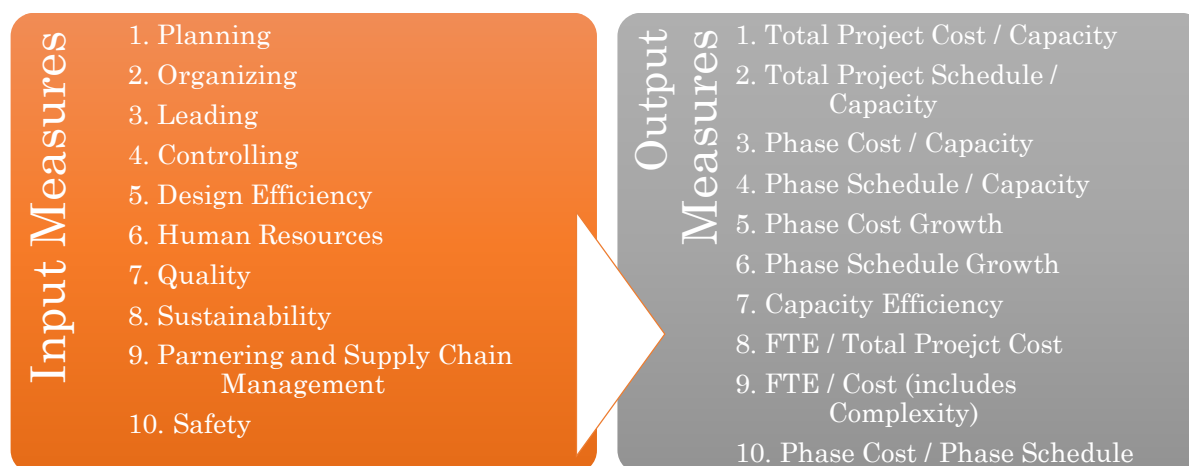 Input Measures
1. Planning
2. Organizing
3. Leading
4. Controlling
5. Design Efficiency
6. Human Resources
7. Quality
8. Sustainability
9. Parnering and Supply Chain
Management
10. Safety
Output
Measures
1. Total Project Cost / Capacity
2. Total Project Schedule /
Capacity
3. Phase Cost / Capacity
4. Phase Schedule / Capacity
5. Phase Cost Growth
6. Phase Schedule Growth
7. Capacity Efficiency
8. FTE / Total Proejct Cost
9. FTE / Cost (includes
Complexity)
10. Phase Cost / Phase Schedule